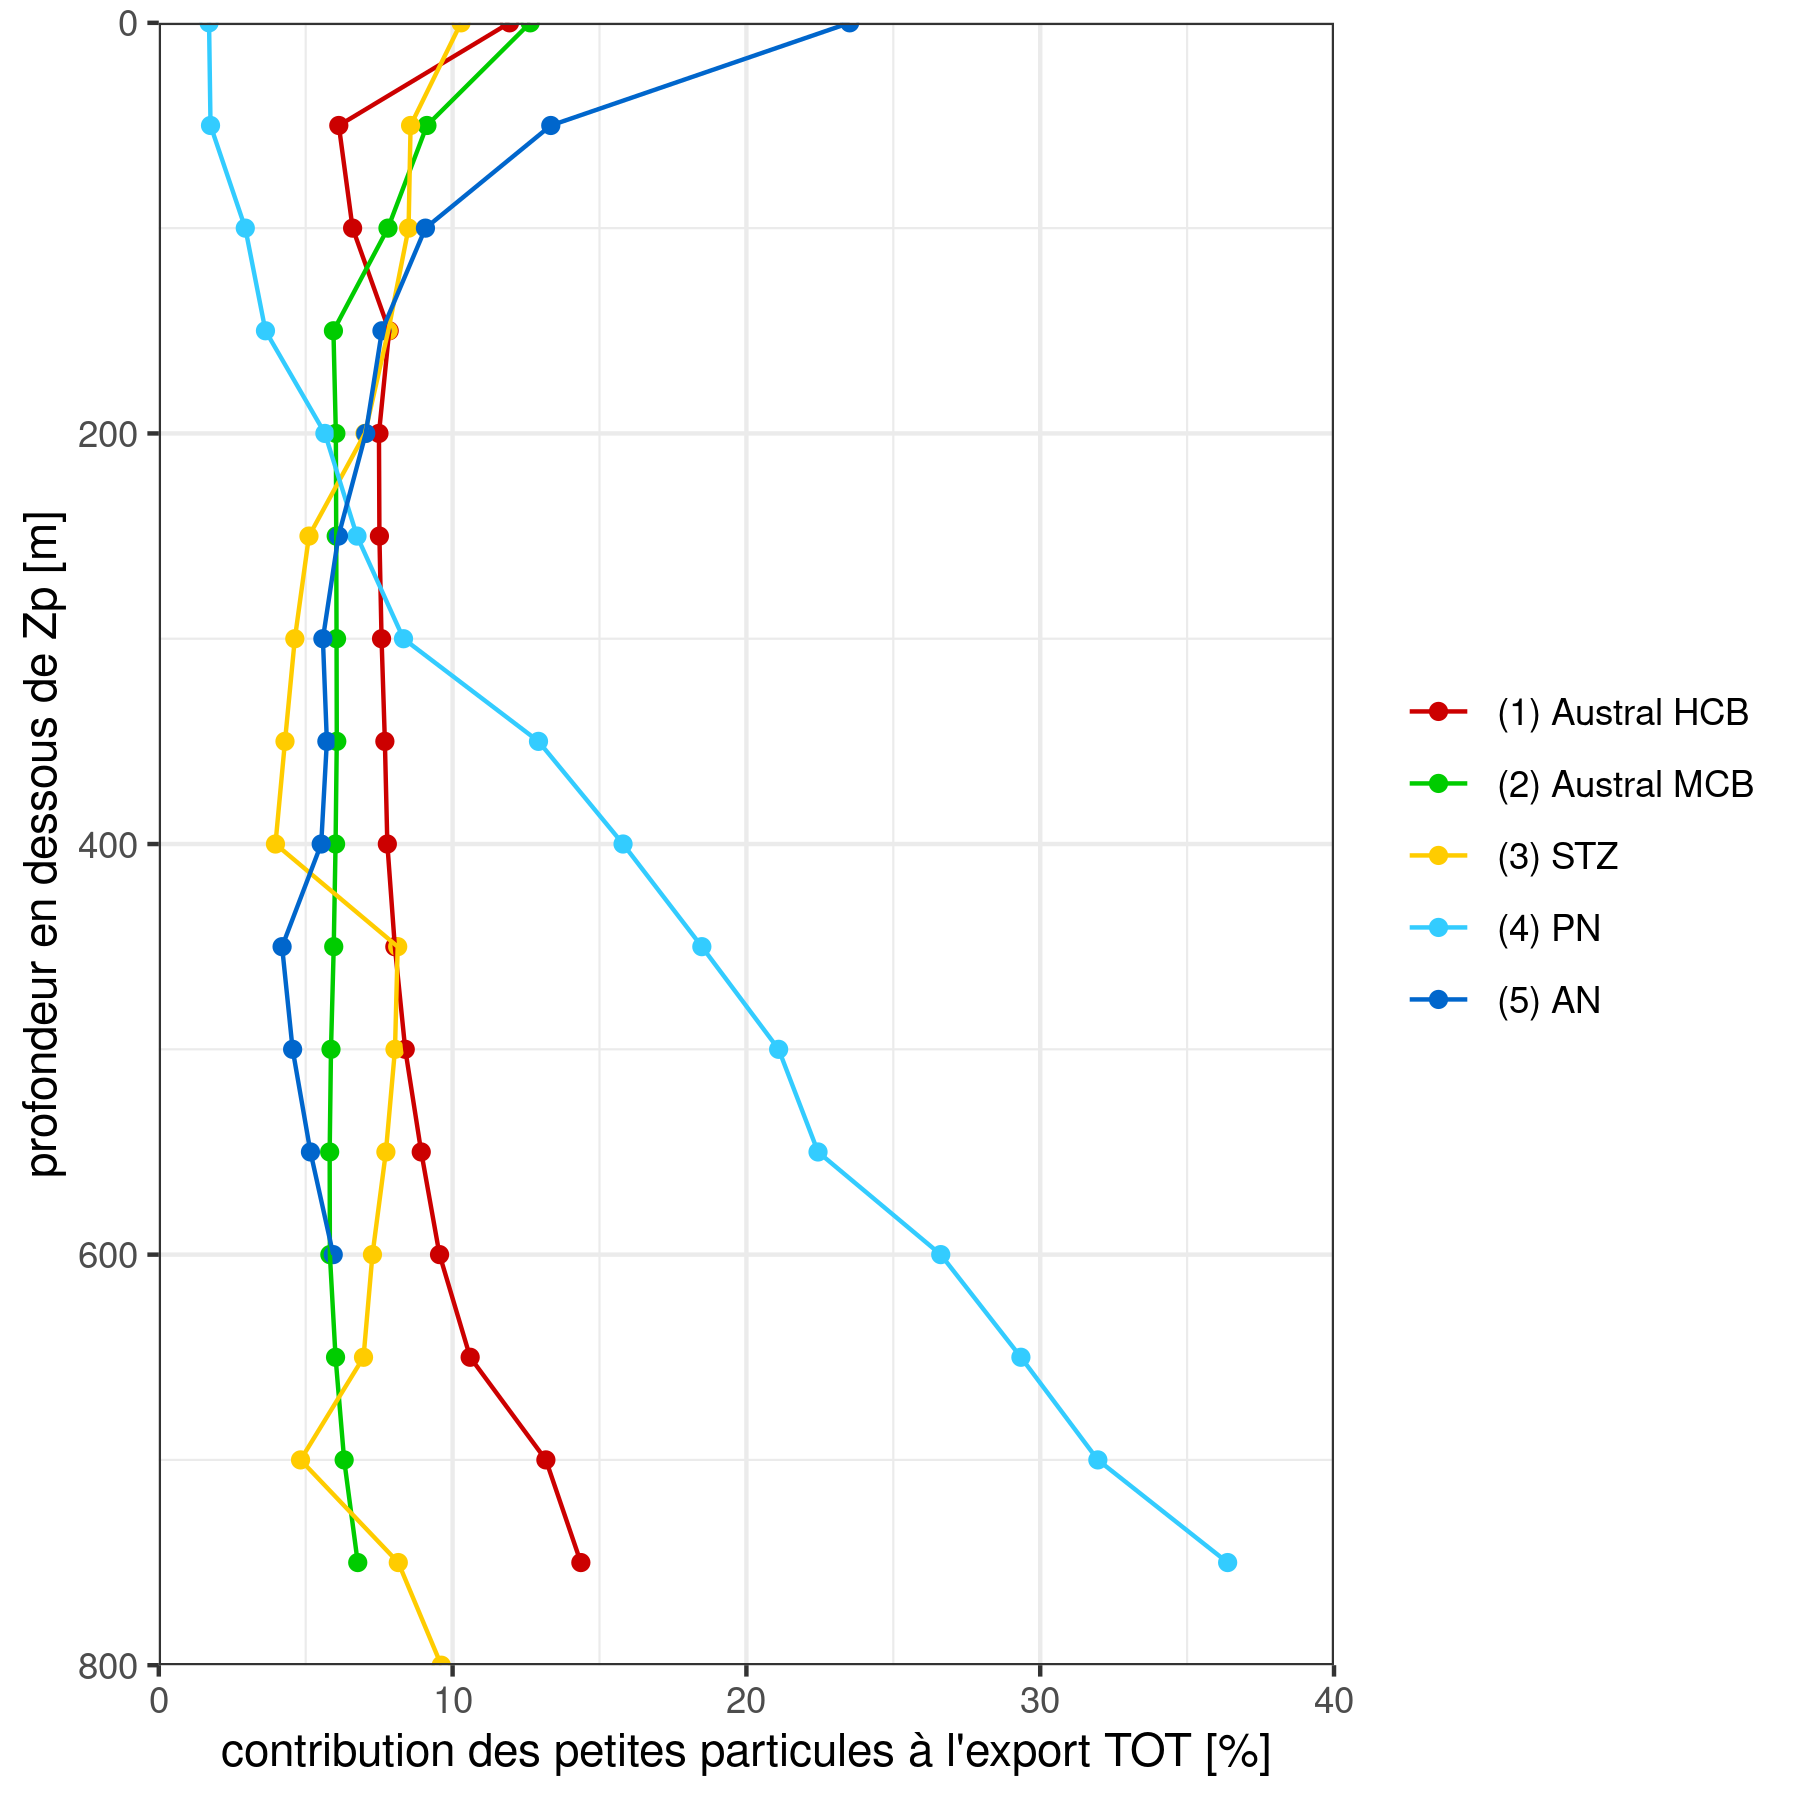 0
200
400
600
800
profondeur en dessous de Zp [m]
0 10 20 30 40
contribution des petites particules à l'export TOT [%]
(1) Austral HCB
(2) Austral MCB
(3) STZ
(4) PN
(5) AN